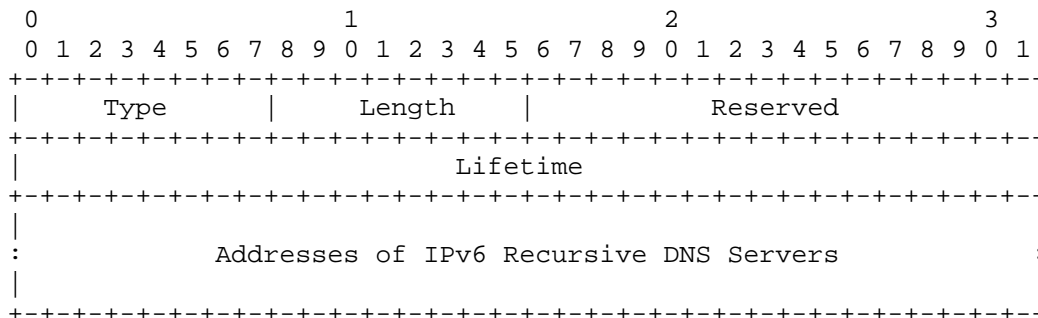 0                   1                   2                   3
 0 1 2 3 4 5 6 7 8 9 0 1 2 3 4 5 6 7 8 9 0 1 2 3 4 5 6 7 8 9 0 1
+-+-+-+-+-+-+-+-+-+-+-+-+-+-+-+-+-+-+-+-+-+-+-+-+-+-+-+-+-+-+-+--
|     Type      |     Length    |           Reserved
+-+-+-+-+-+-+-+-+-+-+-+-+-+-+-+-+-+-+-+-+-+-+-+-+-+-+-+-+-+-+-+--
|                           Lifetime
+-+-+-+-+-+-+-+-+-+-+-+-+-+-+-+-+-+-+-+-+-+-+-+-+-+-+-+-+-+-+-+--
|
:            Addresses of IPv6 Recursive DNS Servers            :
|
+-+-+-+-+-+-+-+-+-+-+-+-+-+-+-+-+-+-+-+-+-+-+-+-+-+-+-+-+-+-+-+--